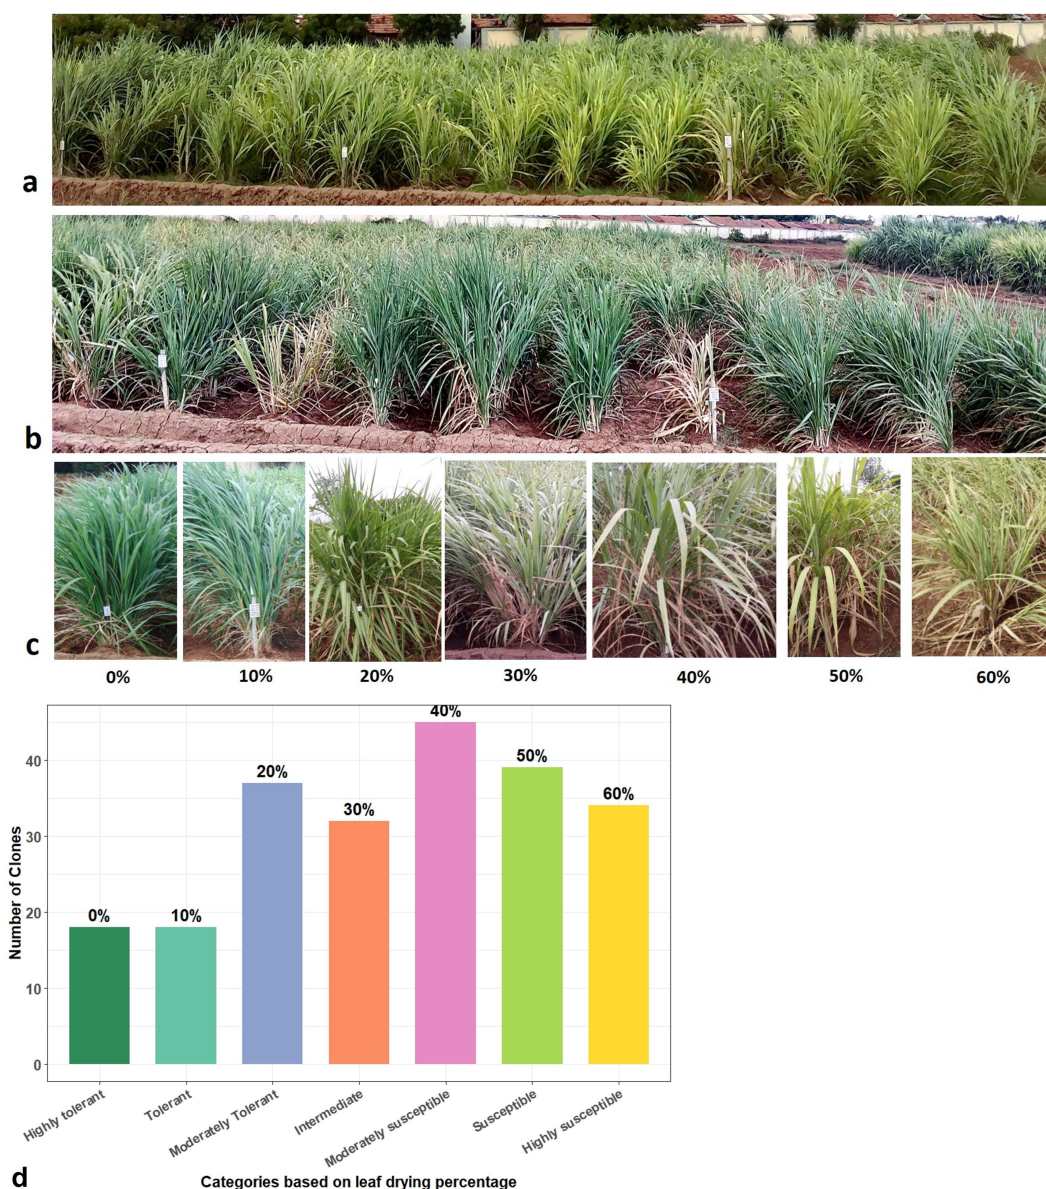 a
b
c
0%
10%
20%
30%
40%
50%
60%
40%
50%
20%
60%
30%
0%
10%
40
30
20
10
0
Number of Clones
Highly tolerant
Tolerant
Moderately Tolerant
Intermediate
Moderately susceptible
Susceptible
Highly susceptible
d
Categories based on leaf drying percentage